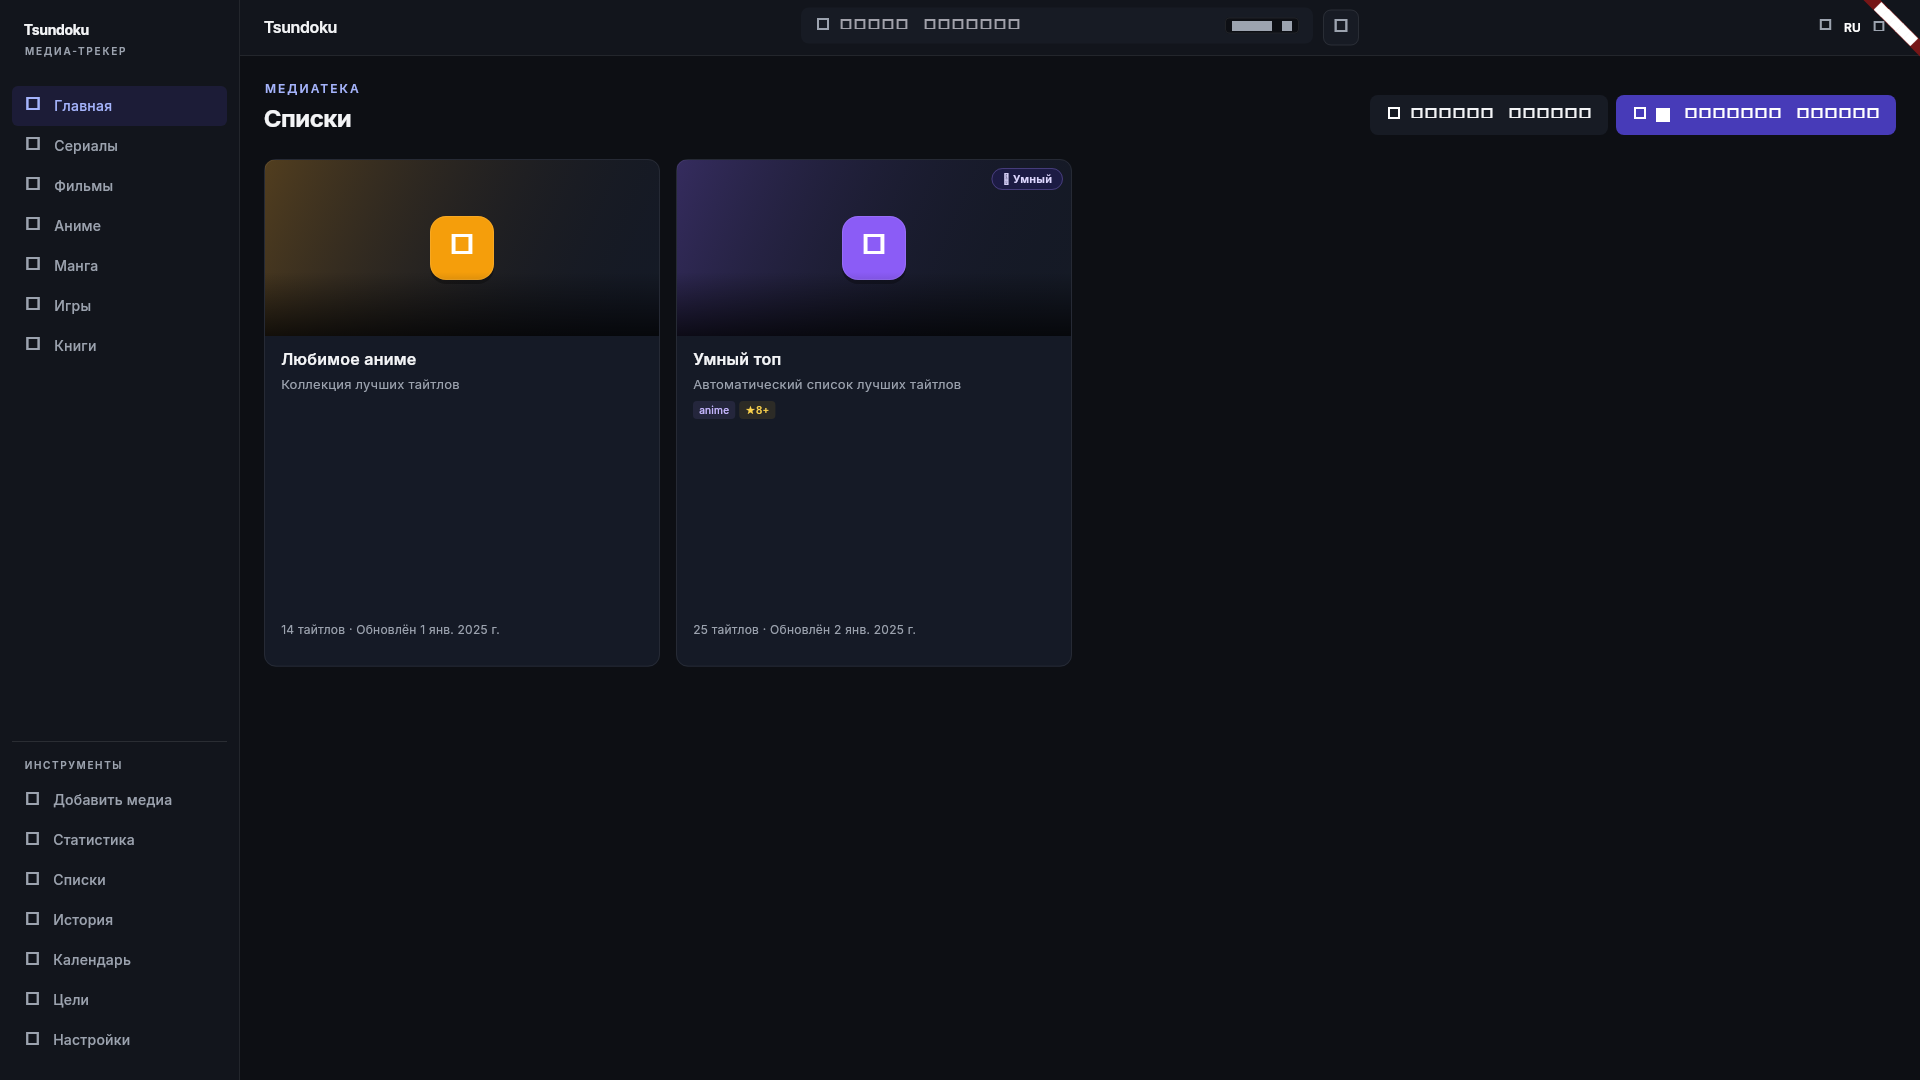 Tsundoku
МЕДИА-ТРЕКЕР
Главная
Сериалы
Фильмы
Аниме
Манга
Игры
Книги
ИНСТРУМЕНТЫ
Добавить медиа
Статистика
Списки
История
Календарь
Цели
Настройки
Tsundoku
RU
МЕДИАТЕКА
Списки
Любимое аниме
Коллекция лучших тайтлов
14 тайтлов · Обновлён 1 янв. 2025 г.
Умный
Умный топ
Автоматический список лучших тайтлов
anime ★8+
25 тайтлов · Обновлён 2 янв. 2025 г.